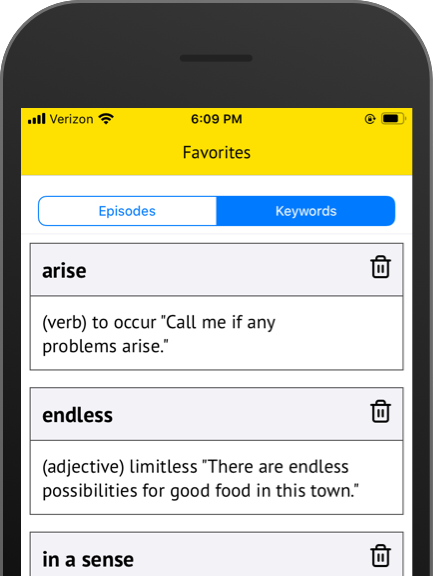 Verizon 6:09 PM
Favorites
Episodes Keywords
arise
(verb) to occur "Call me if any
problems arise."
endless
(adjective) limitless "There are endless
possibilities for good food in this town."
in a sense